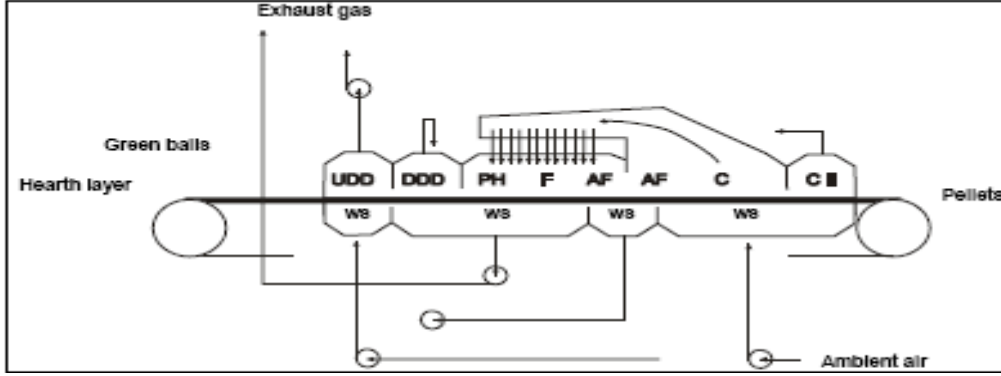 Exhaust gas
Green balls
Hearth layer
UDD DDD PH F AF AF C C II
Pellets
WS WS WS WS
Ambient air